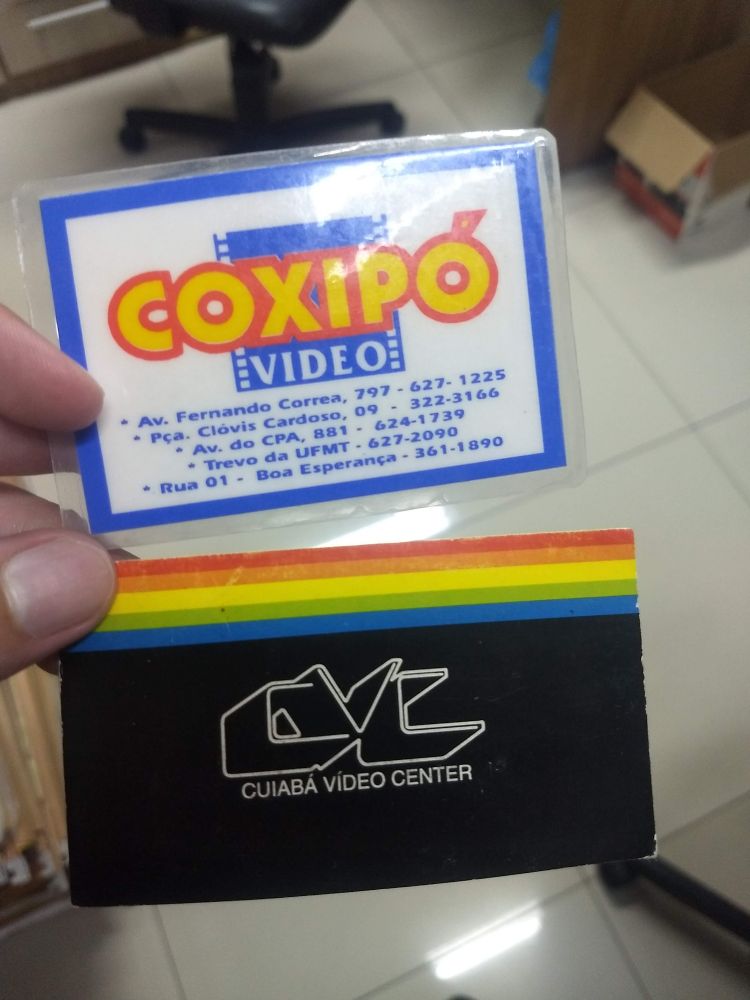 COXIPÓ
VIDEO
* Av. Fernando Correa, 797 - 627- 1225
* Pça. Clóvis Cardoso, 09 - 322-3166
* Av. do CPA, 881 - 624-1739
* Trevo da UFMT - 627-2090
* Rua 01 - Boa Esperança - 361-1890
CVC
CUIABÁ VÍDEO CENTER